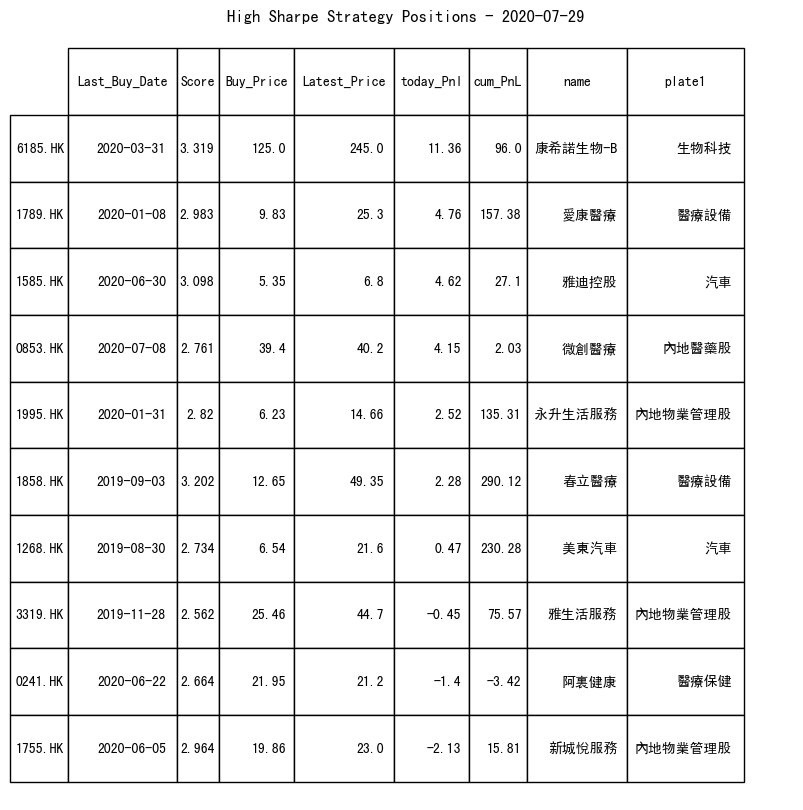 High Sharpe Strategy Positions - 2020-07-29
Last_Buy_Date Score Buy_Price Latest_Price today_Pnl cum_PnL name plate1
6185.HK 2020-03-31 3.319 125.0 245.0 11.36 96.0 康希諾生物-B 生物科技
1789.HK 2020-01-08 2.983 9.83 25.3 4.76 157.38 愛康醫療 醫療設備
1585.HK 2020-06-30 3.098 5.35 6.8 4.62 27.1 雅迪控股 汽車
0853.HK 2020-07-08 2.761 39.4 40.2 4.15 2.03 微創醫療 內地醫藥股
1995.HK 2020-01-31 2.82 6.23 14.66 2.52 135.31 永升生活服務 內地物業管理股
1858.HK 2019-09-03 3.202 12.65 49.35 2.28 290.12 春立醫療 醫療設備
1268.HK 2019-08-30 2.734 6.54 21.6 0.47 230.28 美東汽車 汽車
3319.HK 2019-11-28 2.562 25.46 44.7 -0.45 75.57 雅生活服務 內地物業管理股
0241.HK 2020-06-22 2.664 21.95 21.2 -1.4 -3.42 阿裏健康 醫療保健
1755.HK 2020-06-05 2.964 19.86 23.0 -2.13 15.81 新城悅服務 內地物業管理股